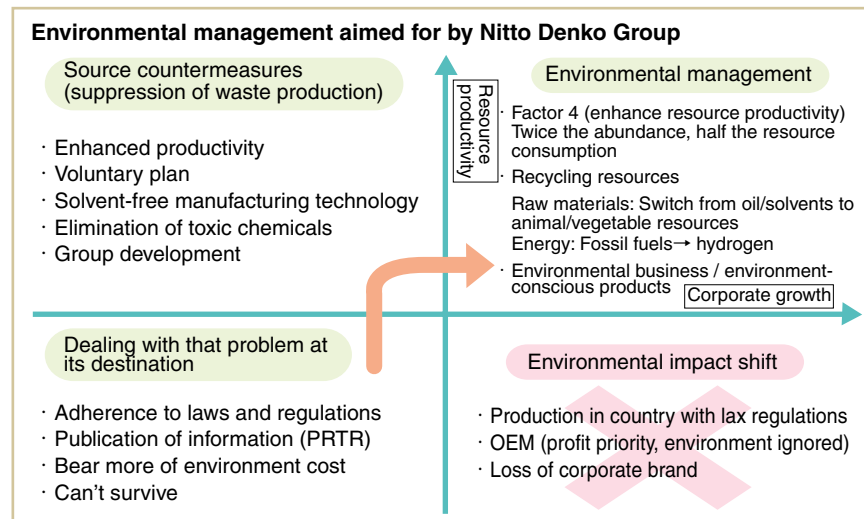 Environmental management aimed for by Nitto Denko Group
Source countermeasures
(suppression of waste production)
· Enhanced productivity
· Voluntary plan
· Solvent-free manufacturing technology
· Elimination of toxic chemicals
· Group development
Resource
productivity
Environmental management
· Factor 4 (enhance resource productivity)
Twice the abundance, half the resource
consumption
· Recycling resources
Raw materials: Switch from oil/solvents to
animal/vegetable resources
Energy: Fossil fuels→ hydrogen
· Environmental business / environment-
conscious products
Corporate growth
Dealing with that problem at
its destination
· Adherence to laws and regulations
· Publication of information (PRTR)
· Bear more of environment cost
· Can't survive
Environmental impact shift
· Production in country with lax regulations
· OEM (profit priority, environment ignored)
· Loss of corporate brand